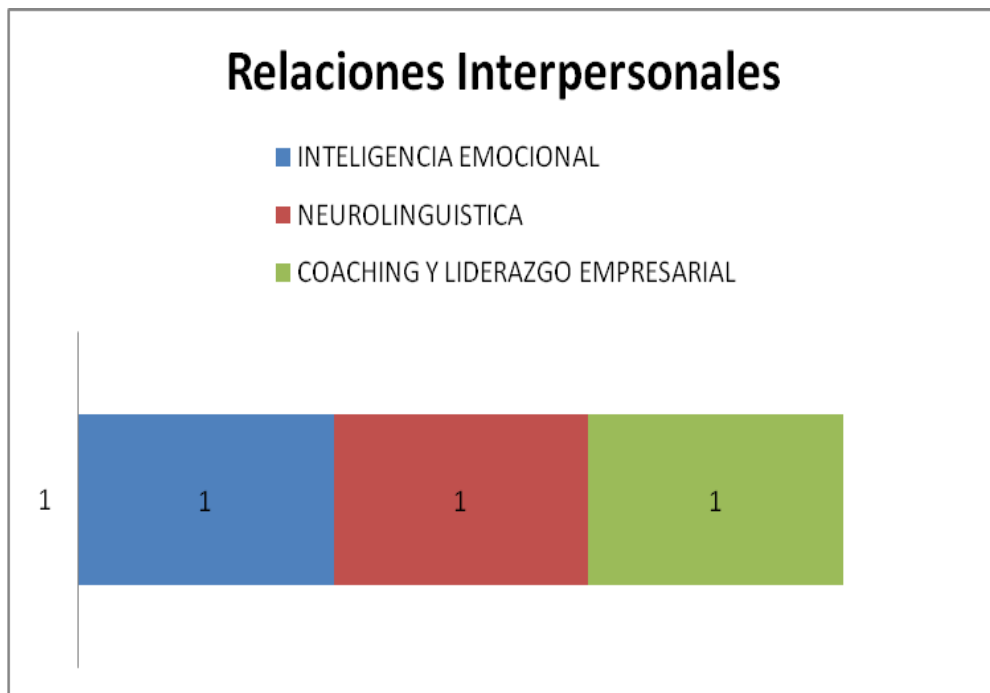 Relaciones Interpersonales
INTELIGENCIA EMOCIONAL
NEUROLINGUISTICA
COACHING Y LIDERAZGO EMPRESARIAL
1 1 1 1